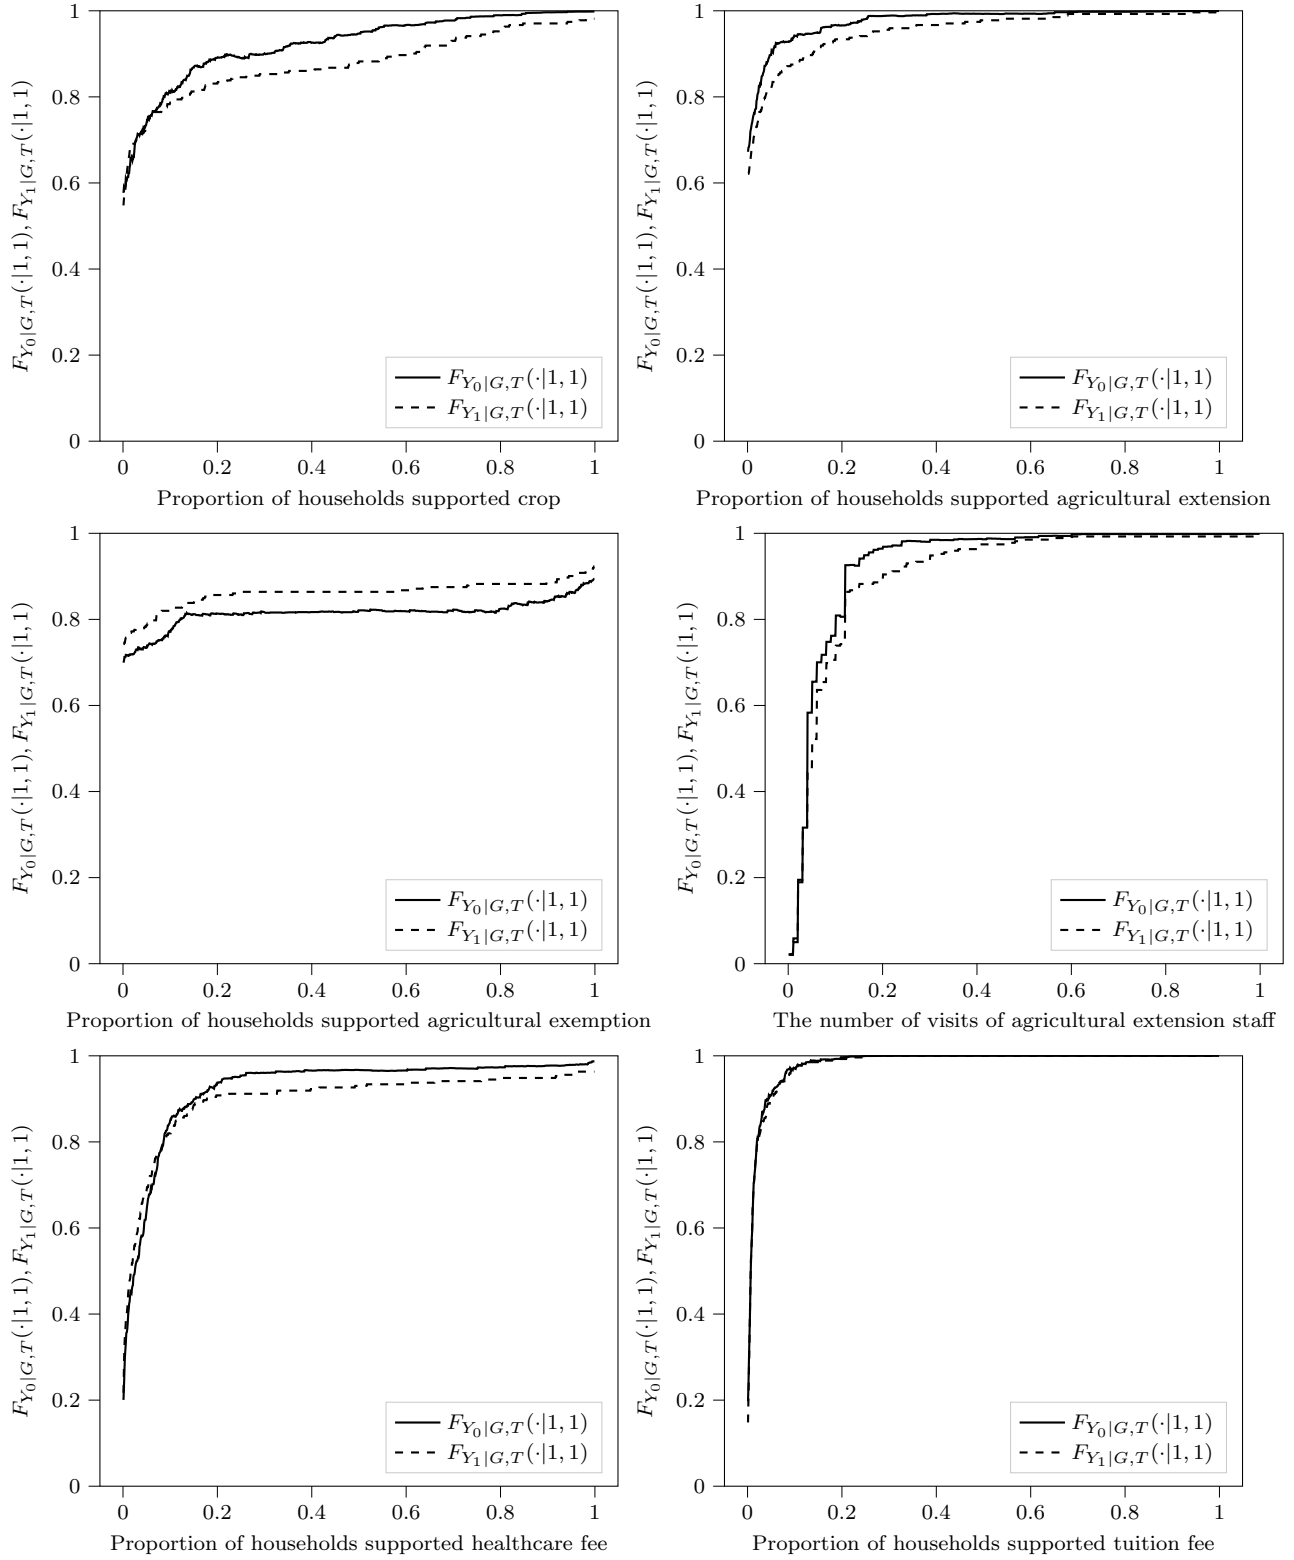 1
0.8
0.6
0.4
0.2
0
F_{Y_0|G,T}(·|1, 1), F_{Y_1|G,T}(·|1, 1)
F_{Y_0|G,T}(·|1, 1)
F_{Y_1|G,T}(·|1, 1)
0 0.2 0.4 0.6 0.8 1
Proportion of households supported crop
1
0.8
0.6
0.4
0.2
0
F_{Y_0|G,T}(·|1, 1), F_{Y_1|G,T}(·|1, 1)
F_{Y_0|G,T}(·|1, 1)
F_{Y_1|G,T}(·|1, 1)
0 0.2 0.4 0.6 0.8 1
Proportion of households supported agricultural extension
1
0.8
0.6
0.4
0.2
0
F_{Y_0|G,T}(·|1, 1), F_{Y_1|G,T}(·|1, 1)
F_{Y_0|G,T}(·|1, 1)
F_{Y_1|G,T}(·|1, 1)
0 0.2 0.4 0.6 0.8 1
Proportion of households supported agricultural exemption
1
0.8
0.6
0.4
0.2
0
F_{Y_0|G,T}(·|1, 1), F_{Y_1|G,T}(·|1, 1)
F_{Y_0|G,T}(·|1, 1)
F_{Y_1|G,T}(·|1, 1)
0 0.2 0.4 0.6 0.8 1
The number of visits of agricultural extension staff
1
0.8
0.6
0.4
0.2
0
F_{Y_0|G,T}(·|1, 1), F_{Y_1|G,T}(·|1, 1)
F_{Y_0|G,T}(·|1, 1)
F_{Y_1|G,T}(·|1, 1)
0 0.2 0.4 0.6 0.8 1
Proportion of households supported healthcare fee
1
0.8
0.6
0.4
0.2
0
F_{Y_0|G,T}(·|1, 1), F_{Y_1|G,T}(·|1, 1)
F_{Y_0|G,T}(·|1, 1)
F_{Y_1|G,T}(·|1, 1)
0 0.2 0.4 0.6 0.8 1
Proportion of households supported tuition fee